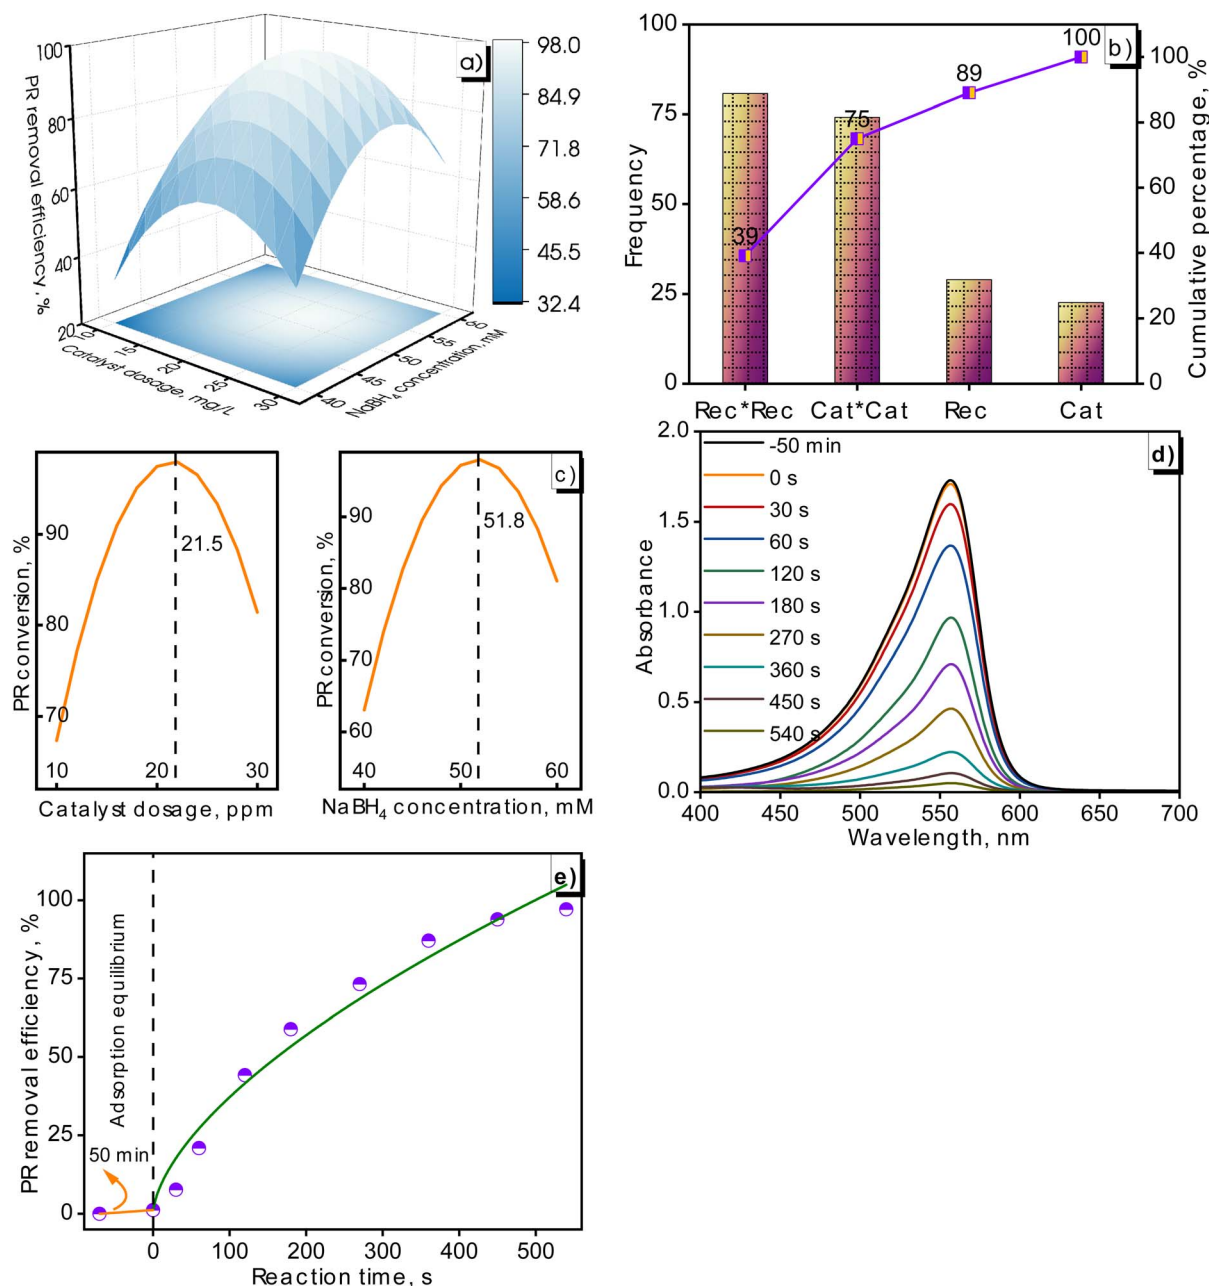 a)
PR removal efficiency, %
100
80
60
40
20
10
15
20
25
30
Catalyst dosage, mg/L
40
45
50
55
60
NaBH4 concentration, mM
98.0
84.9
71.8
58.6
45.5
32.4
b)
Frequency
100
75
50
25
0
39
75
89
100
Rec*Rec Cat*Cat Rec Cat
100
80
60
40
20
0
Cumulative percentage, %
PR conversion, %
90
80
70
21.5
10 20 30
Catalyst dosage, ppm
c)
PR conversion, %
90
80
70
60
51.8
40 50 60
NaBH4 concentration, mM
d)
Absorbance
2.0
1.5
1.0
0.5
0.0
-50 min
0 s
30 s
60 s
120 s
180 s
270 s
360 s
450 s
540 s
400 450 500 550 600 650 700
Wavelength, nm
e)
PR removal efficiency, %
100
75
50
25
0
Adsorption equilibrium
50 min
0 100 200 300 400 500
Reaction time, s